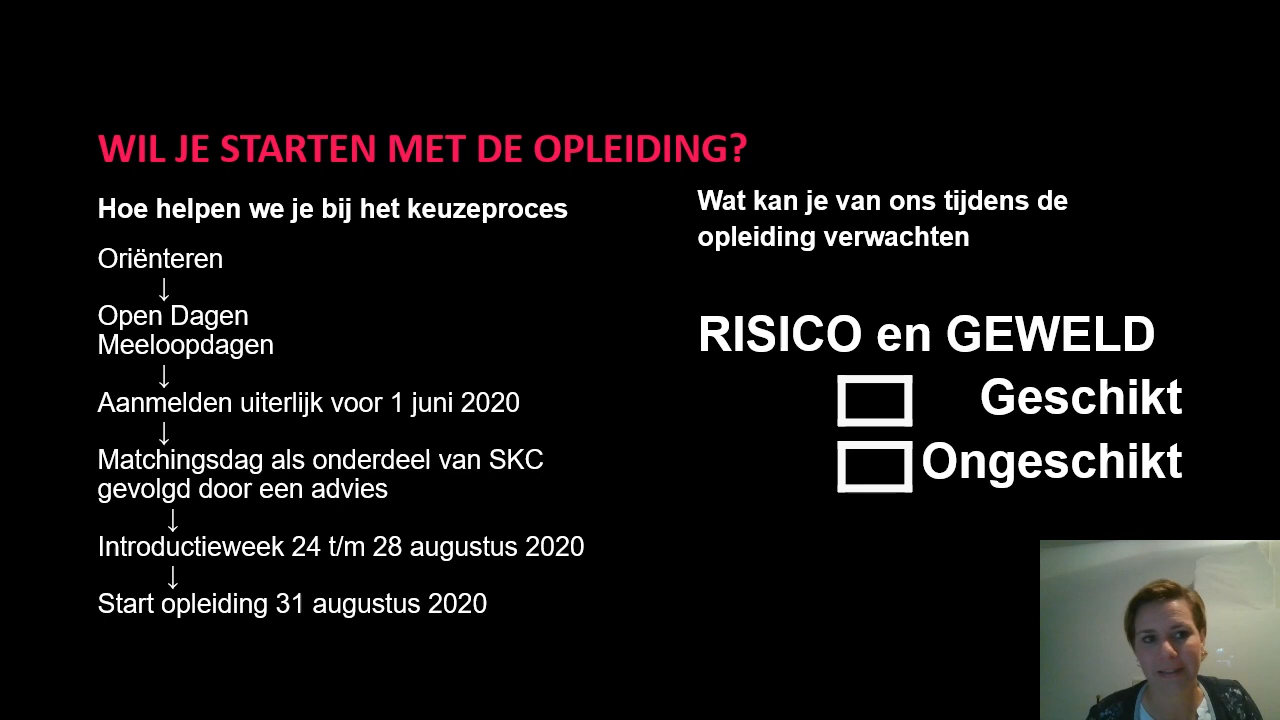 WIL JE STARTEN MET DE OPLEIDING?
Hoe helpen we je bij het keuzeproces
Oriënteren
↓
Open Dagen
Meeloopdagen
↓
Aanmelden uiterlijk voor 1 juni 2020
↓
Matchingsdag als onderdeel van SKC
gevolgd door een advies
↓
Introductieweek 24 t/m 28 augustus 2020
↓
Start opleiding 31 augustus 2020
Wat kan je van ons tijdens de
opleiding verwachten
RISICO en GEWELD
Geschikt
Ongeschikt